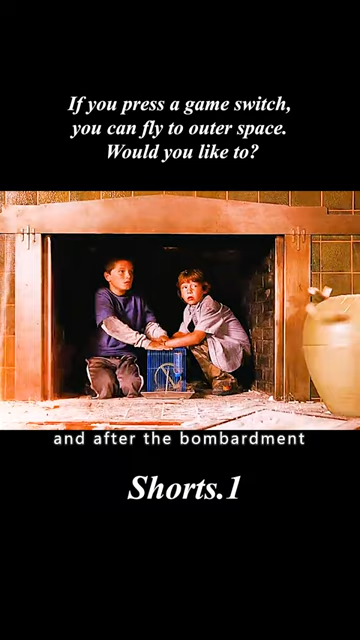 If you press a game switch,
you can fly to outer space.
Would you like to?
and after the bombardment
Shorts.1